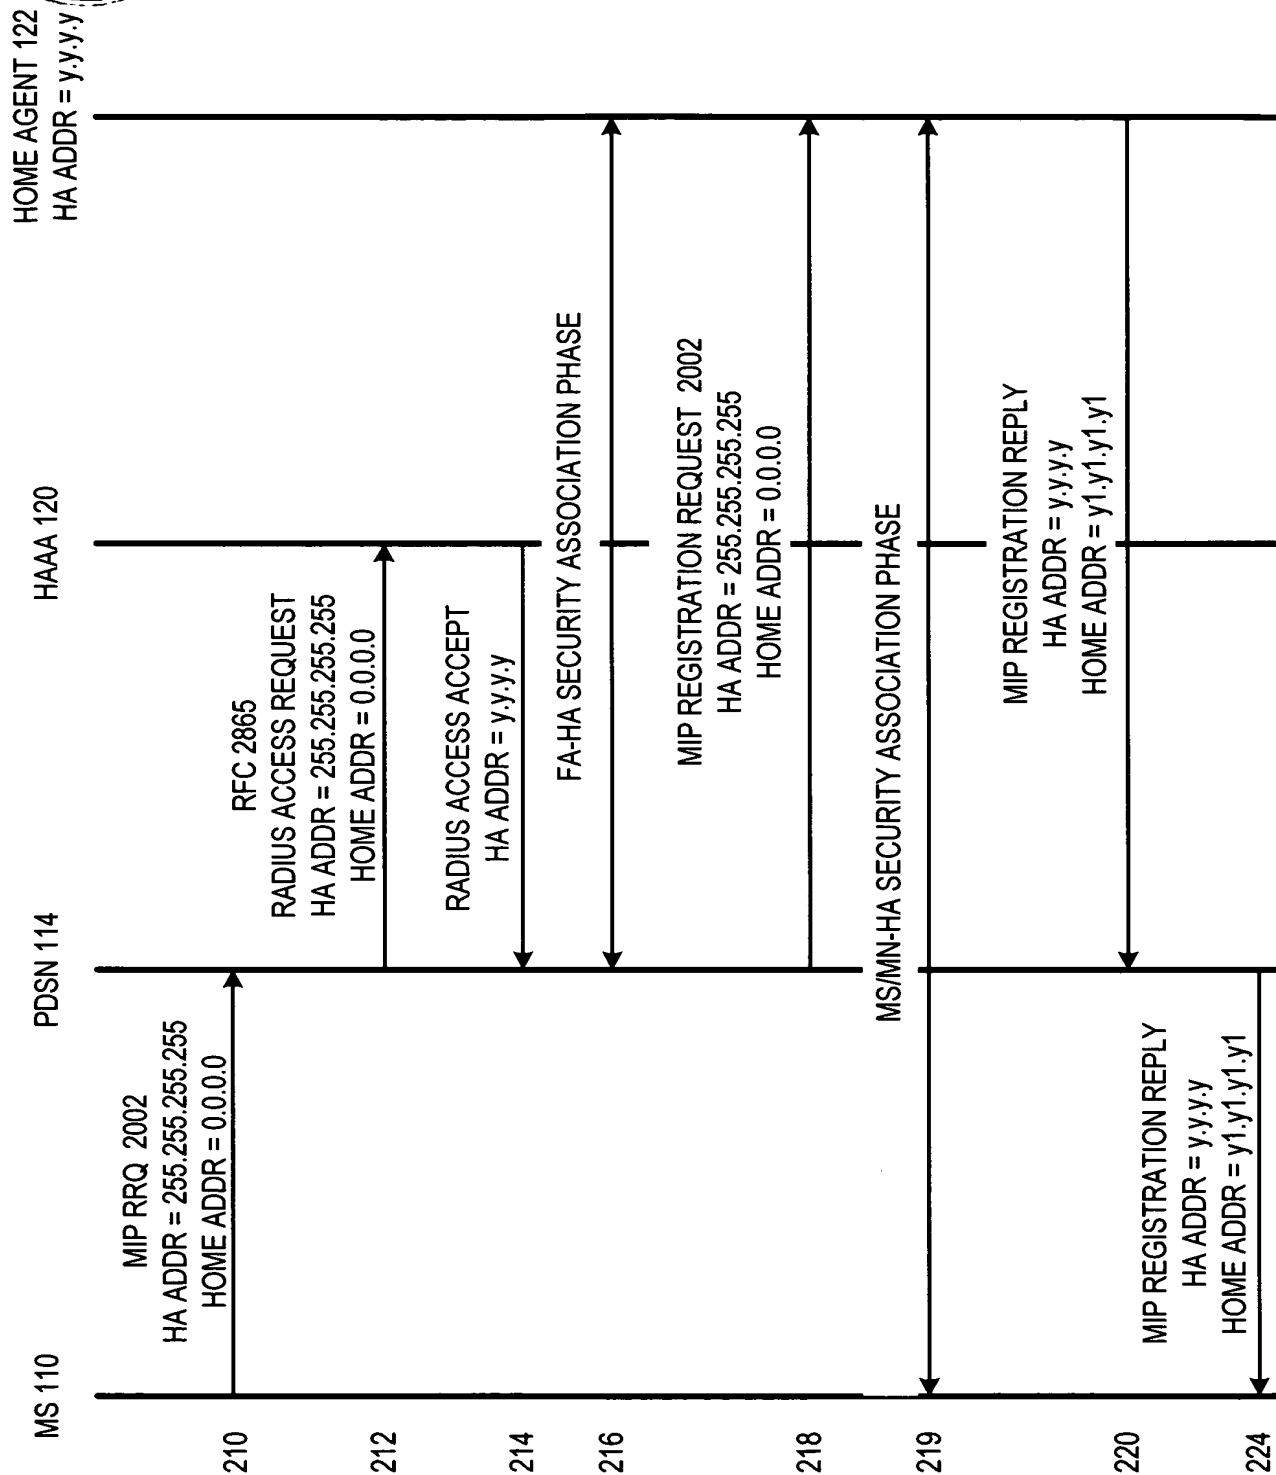 MS 110
PDSN 114
HAAA 120
HOME AGENT 122
HA ADDR = y.y.y.y
210
MIP RRQ 2002
HA ADDR = 255.255.255.255
HOME ADDR = 0.0.0.0
212
RFC 2865
RADIUS ACCESS REQUEST
HA ADDR = 255.255.255.255
HOME ADDR = 0.0.0.0
214
RADIUS ACCESS ACCEPT
HA ADDR = y.y.y.y
216
FA-HA SECURITY ASSOCIATION PHASE
218
MIP REGISTRATION REQUEST 2002
HA ADDR = 255.255.255.255
HOME ADDR = 0.0.0.0
219
MS/MN-HA SECURITY ASSOCIATION PHASE
220
MIP REGISTRATION REPLY
HA ADDR = y.y.y.y
HOME ADDR = y1.y1.y1.y1
224
MIP REGISTRATION REPLY
HA ADDR = y.y.y.y
HOME ADDR = y1.y1.y1.y1